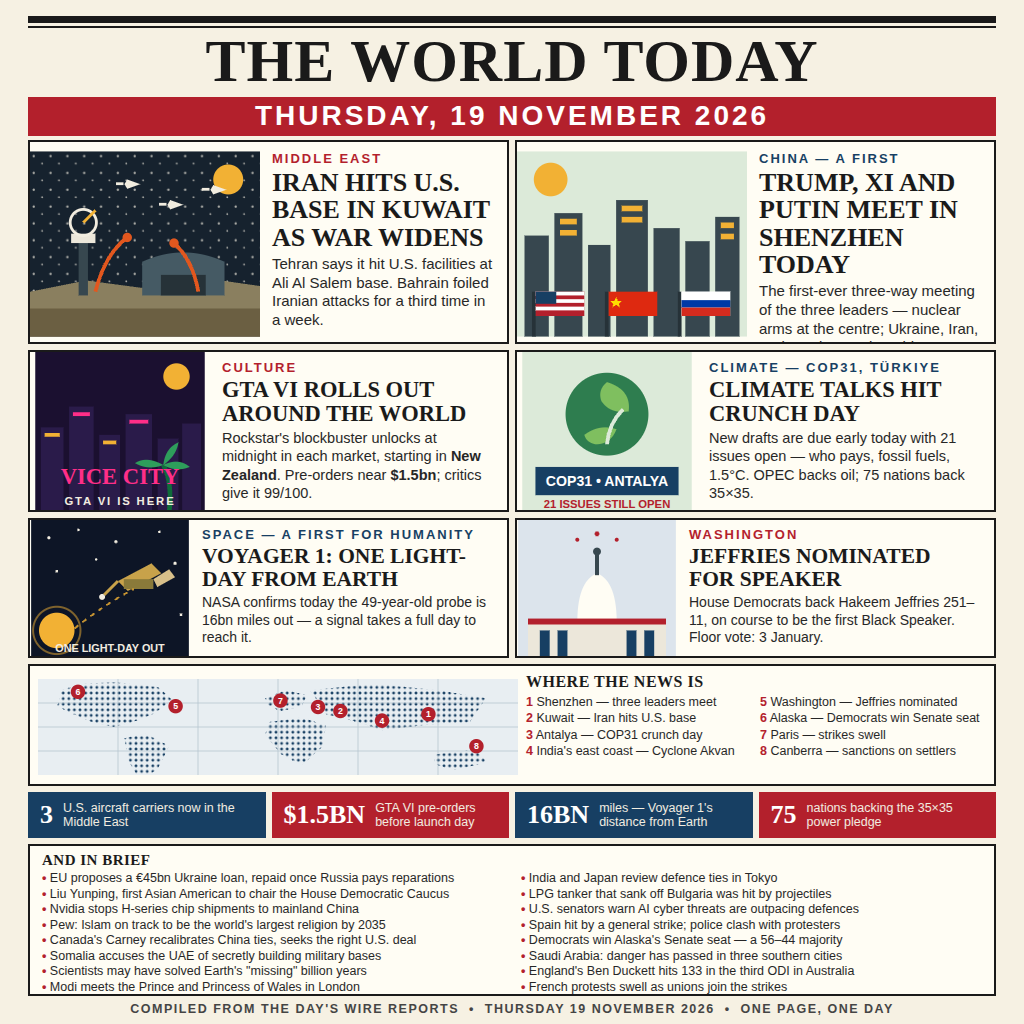 THE WORLD TODAY
THURSDAY, 19 NOVEMBER 2026
MIDDLE EAST
IRAN HITS U.S.
BASE IN KUWAIT
AS WAR WIDENS
Tehran says it hit U.S. facilities at
Ali Al Salem base. Bahrain foiled
Iranian attacks for a third time in
a week.
CHINA — A FIRST
TRUMP, XI AND
PUTIN MEET IN
SHENZHEN
TODAY
The first-ever three-way meeting
of the three leaders — nuclear
arms at the centre; Ukraine, Iran,
VICE CITY
GTA VI IS HERE
CULTURE
GTA VI ROLLS OUT
AROUND THE WORLD
Rockstar's blockbuster unlocks at
midnight in each market, starting in New
Zealand. Pre-orders near $1.5bn; critics
give it 99/100.
COP31 • ANTALYA
21 ISSUES STILL OPEN
CLIMATE — COP31, TÜRKIYE
CLIMATE TALKS HIT
CRUNCH DAY
New drafts are due early today with 21
issues open — who pays, fossil fuels,
1.5°C. OPEC backs oil; 75 nations back
35×35.
ONE LIGHT-DAY OUT
SPACE — A FIRST FOR HUMANITY
VOYAGER 1: ONE LIGHT-
DAY FROM EARTH
NASA confirms today the 49-year-old probe is
16bn miles out — a signal takes a full day to
reach it.
WASHINGTON
JEFFRIES NOMINATED
FOR SPEAKER
House Democrats back Hakeem Jeffries 251–
11, on course to be the first Black Speaker.
Floor vote: 3 January.
6
5
7
3
2
4
1
8
WHERE THE NEWS IS
1 Shenzhen — three leaders meet
2 Kuwait — Iran hits U.S. base
3 Antalya — COP31 crunch day
4 India's east coast — Cyclone Akvan
5 Washington — Jeffries nominated
6 Alaska — Democrats win Senate seat
7 Paris — strikes swell
8 Canberra — sanctions on settlers
3
U.S. aircraft carriers now in the
Middle East
$1.5BN
GTA VI pre-orders
before launch day
16BN
miles — Voyager 1's
distance from Earth
75
nations backing the 35×35
power pledge
AND IN BRIEF
• EU proposes a €45bn Ukraine loan, repaid once Russia pays reparations
• Liu Yunping, first Asian American to chair the House Democratic Caucus
• Nvidia stops H-series chip shipments to mainland China
• Pew: Islam on track to be the world's largest religion by 2035
• Canada's Carney recalibrates China ties, seeks the right U.S. deal
• Somalia accuses the UAE of secretly building military bases
• Scientists may have solved Earth's "missing" billion years
• Modi meets the Prince and Princess of Wales in London
• India and Japan review defence ties in Tokyo
• LPG tanker that sank off Bulgaria was hit by projectiles
• U.S. senators warn AI cyber threats are outpacing defences
• Spain hit by a general strike; police clash with protesters
• Democrats win Alaska's Senate seat — a 56–44 majority
• Saudi Arabia: danger has passed in three southern cities
• England's Ben Duckett hits 133 in the third ODI in Australia
• French protests swell as unions join the strikes
COMPILED FROM THE DAY'S WIRE REPORTS • THURSDAY 19 NOVEMBER 2026 • ONE PAGE, ONE DAY